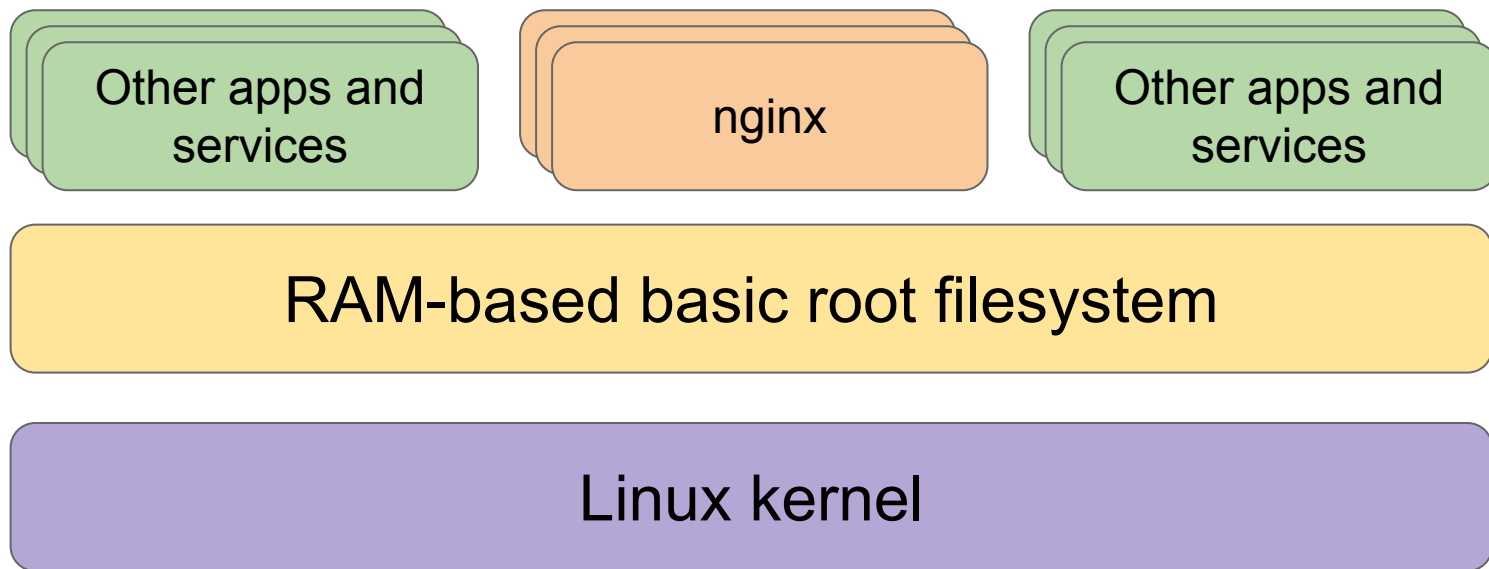 Other apps and
services
nginx
Other apps and
services
RAM-based basic root filesystem
Linux kernel